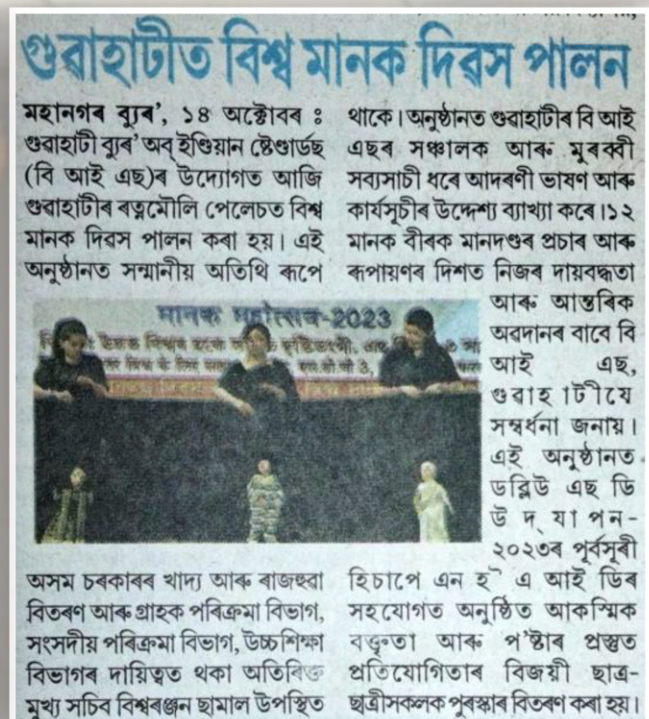 গুৱাহাটীত বিশ্ব মানক দিৱস পালন
মহানগৰ ব্যুৰ', ১৪ অক্টোবৰ ঃ
গুৱাহাটী ব্যুৰ' অব্ ইণ্ডিয়ান ষ্টেণ্ডাৰ্ডছ
(বি আই এছ)ৰ উদ্যোগত আজি
গুৱাহাটীৰ ৰত্নমৌলি পেলেচত বিশ্ব
মানক দিৱস পালন কৰা হয়। এই
অনুষ্ঠানত সন্মানীয় অতিথি ৰূপে
मानक महोत्सव-2023
অসম চৰকাৰৰ খাদ্য আৰু ৰাজহুৱা
বিতৰণ আৰু গ্ৰাহক পৰিক্ৰমা বিভাগ,
সংসদীয় পৰিক্ৰমা বিভাগ, উচ্চশিক্ষা
বিভাগৰ দায়িত্বত থকা অতিৰিক্ত
মুখ্য সচিব বিশ্বৰঞ্জন ছামাল উপস্থিত
থাকে। অনুষ্ঠানত গুৱাহাটীৰ বি আই
এছৰ সঞ্চালক আৰু মুৰব্বী
সব্যসাচী ধৰে আদৰণী ভাষণ আৰু
কাৰ্যসূচীৰ উদ্দেশ্য ব্যাখ্যা কৰে। ১২
মানক বীৰক মানদণ্ডৰ প্ৰচাৰ আৰু
ৰূপায়ণৰ দিশত নিজৰ দায়বদ্ধতা
আৰু আন্তৰিক
অৱদানৰ বাবে বি
আই এছ,
গুৱাহাটীয়ে
সম্বৰ্ধনা জনায়।
এই অনুষ্ঠানত
ডব্লিউ এছ ডি
উদ্‌যাপন-
২০২৩ৰ পূৰ্বসূৰী
হিচাপে এন হ' এ আই ডিৰ
সহযোগত অনুষ্ঠিত আকস্মিক
বক্তৃতা আৰু প'ষ্টাৰ প্ৰস্তুত
প্ৰতিযোগিতাৰ বিজয়ী ছাত্ৰ-
ছাত্ৰীসকলক পুৰস্কাৰ বিতৰণ কৰা হয়।